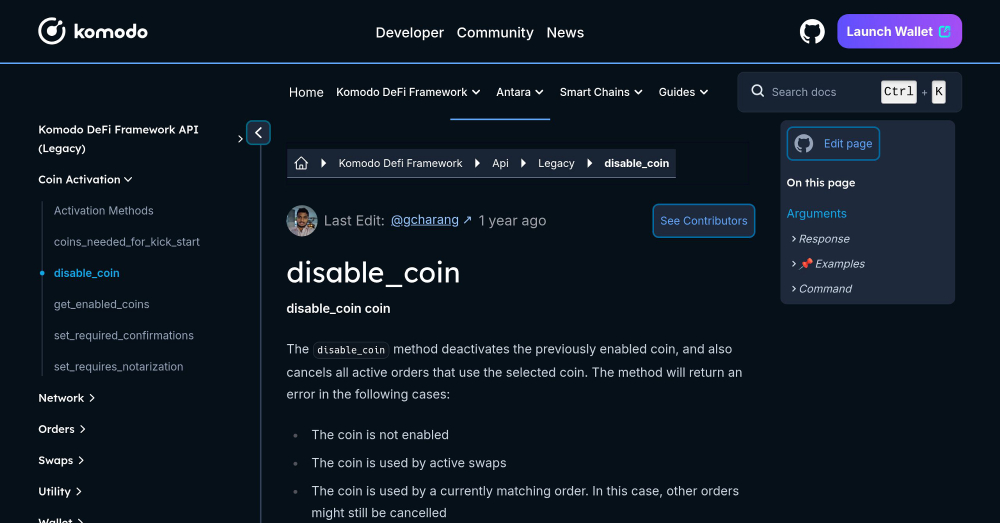 komodo
Developer Community News
Launch Wallet
Home Komodo DeFi Framework Antara Smart Chains Guides
Search docs Ctrl + K
Komodo DeFi Framework API
(Legacy)
Coin Activation
Activation Methods
coins_needed_for_kick_start
disable_coin
get_enabled_coins
set_required_confirmations
set_requires_notarization
Network
Orders
Swaps
Utility
Wallet
Komodo Defi Framework Api Legacy disable_coin
Last Edit: @gcharang ↗ 1 year ago
See Contributors
disable_coin
disable_coin coin
The disable_coin method deactivates the previously enabled coin, and also
cancels all active orders that use the selected coin. The method will return an
error in the following cases:
• The coin is not enabled
• The coin is used by active swaps
• The coin is used by a currently matching order. In this case, other orders
might still be cancelled
Edit page
On this page
Arguments
Response
📌 Examples
Command